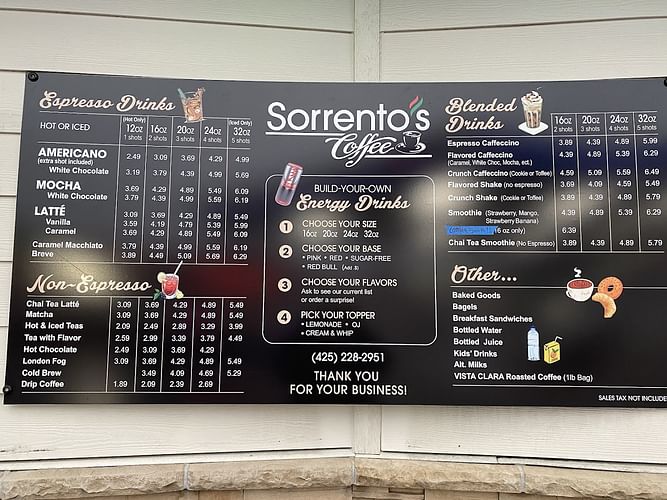 Espresso Drinks
HOT OR ICED
(Hot Only) 12oz 1 shots
16oz 2 shots
20oz 3 shots
24oz 4 shots
(Iced Only) 32oz 5 shots
AMERICANO 2.49 3.09 3.69 4.29 4.99
(extra shot included)
White Chocolate 3.19 3.79 4.39 4.99 5.69
MOCHA 3.69 4.29 4.89 5.49 6.09
White Chocolate 3.79 4.39 4.99 5.59 6.19
LATTÉ 3.09 3.69 4.29 4.89 5.49
Vanilla 3.59 4.19 4.79 5.39 5.99
Caramel 3.69 4.29 4.89 5.49 6.09
Caramel Macchiato 3.79 4.39 4.99 5.59 6.19
Breve 3.89 4.49 5.09 5.69 6.29
Non-Espresso
Chai Tea Latté 3.09 3.69 4.29 4.89 5.49
Matcha 3.09 3.69 4.29 4.89 5.49
Hot & Iced Teas 2.09 2.49 2.89 3.29 3.99
Tea with Flavor 2.59 2.99 3.39 3.79 4.49
Hot Chocolate 2.49 3.09 3.69 4.29
London Fog 3.09 3.69 4.29 4.89 5.49
Cold Brew 3.49 4.09 4.69 5.29
Drip Coffee 1.89 2.09 2.39 2.69
Sorrento's
Coffee
BUILD-YOUR-OWN
Energy Drinks
1 CHOOSE YOUR SIZE
16oz 20oz 24oz 32oz
2 CHOOSE YOUR BASE
• PINK • RED • SUGAR-FREE
• RED BULL (Add .5)
3 CHOOSE YOUR FLAVORS
Ask to see our current list
or order a surprise!
4 PICK YOUR TOPPER
• LEMONADE • OJ
• CREAM & WHIP
(425) 228-2951
THANK YOU
FOR YOUR BUSINESS!
Blended
Drinks
16oz 2 shots
20oz 3 shots
24oz 4 shots
32oz 5 shots
Espresso Caffeccino 3.89 4.39 4.89 5.99
Flavored Caffeccino 4.39 4.89 5.39 6.29
(Caramel, White Choc, Mocha, ect.)
Crunch Caffeccino (Cookie or Toffee) 4.59 5.09 5.59 6.49
Flavored Shake (no espresso) 3.69 4.09 4.59 5.49
Crunch Shake (Cookie or Toffee) 3.89 4.39 4.89 5.79
Smoothie (Strawberry, Mango, 4.39 4.89 5.39 6.29
Strawberry Banana)
6 oz only) 6.39
Chai Tea Smoothie (No Espresso) 3.89 4.39 4.89 5.79
Other...
Baked Goods
Bagels
Breakfast Sandwiches
Bottled Water
Bottled Juice
Kids' Drinks
Alt. Milks
VISTA CLARA Roasted Coffee (1lb Bag)
SALES TAX NOT INCLUDE